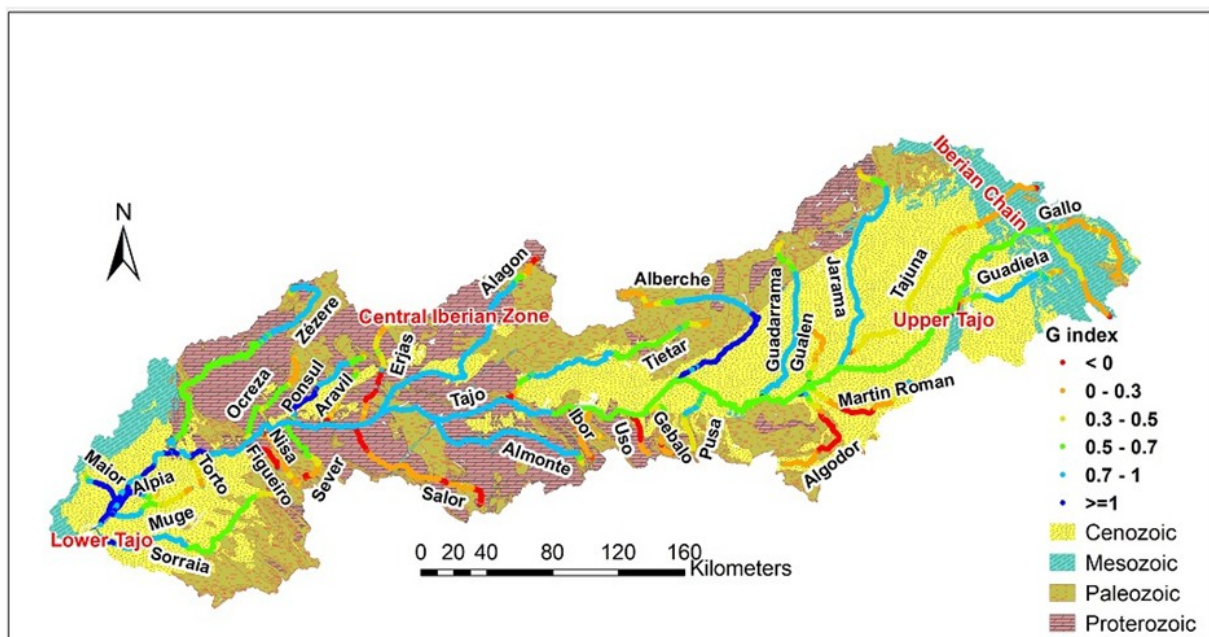 N
Iberian Chain
Gallo
Alagon
Alberche
Guadarrama
Gualen
Jarama
Tajuna
Guadiela
Zézere
Central Iberian Zone
Erjas
Upper Tajo
Tietar
Ocreza
Ponsul
Aravil
Tajo
Martin Roman
Ibor
Uso
Gebalo
Pusa
Almonte
Algodor
Maior
Alpia
Torto
Nisa
Figueiro
Sever
Salor
Muge
Lower Tajo
Sorraia
0 10 20 40 80 120 160
Kilometers
G index
< 0
0 - 0.3
0.3 - 0.5
0.5 - 0.7
0.7 - 1
>=1
Cenozoic
Mesozoic
Paleozoic
Proterozoic